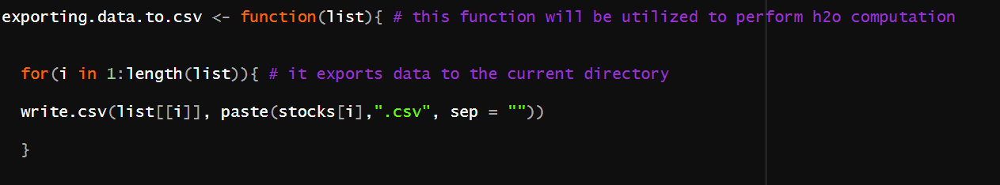 exporting.data.to.csv <- function(list){ # this function will be utilized to perform h2o computation
for(i in 1:length(list)){ # it exports data to the current directory
write.csv(list[[i]], paste(stocks[i],".csv", sep = ""))
}